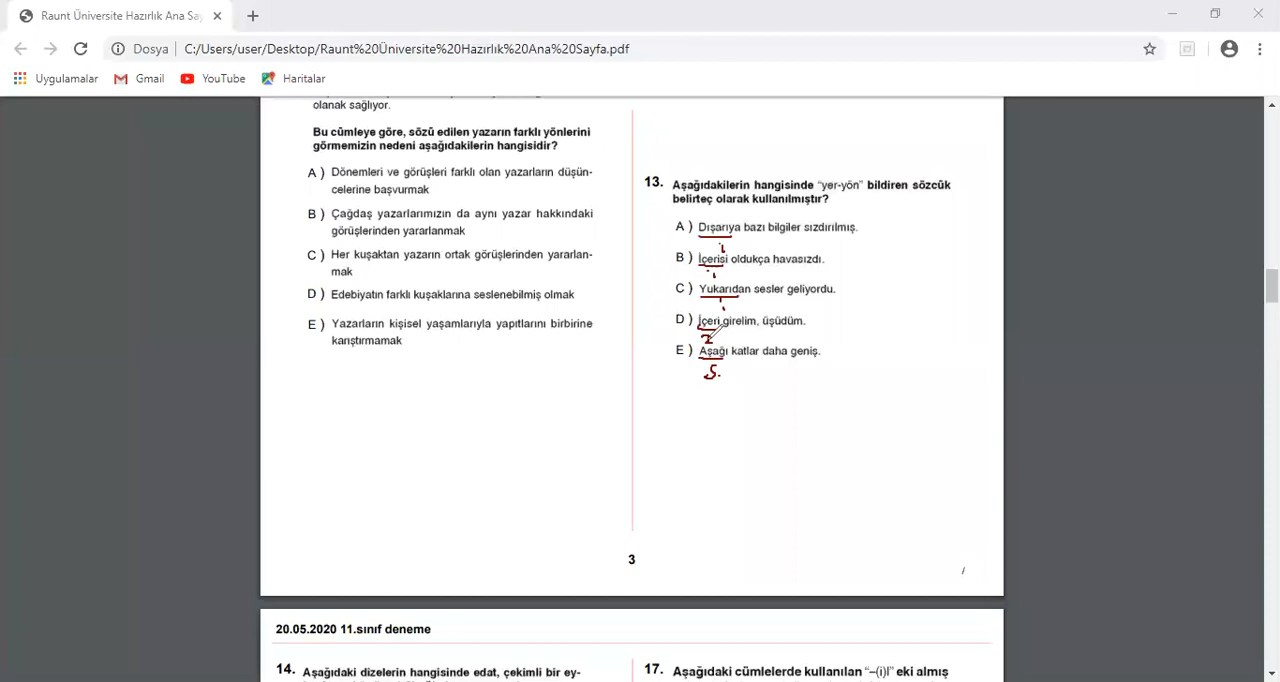 Raunt Üniversite Hazırlık Ana Say
Dosya
C:/Users/user/Desktop/Raunt%20Üniversite%20Hazırlık%20Ana%20Sayfa.pdf
Uygulamalar
Gmail
YouTube
Haritalar
olanak sağlıyor.
Bu cümleye göre, sözü edilen yazarın farklı yönlerini
görmemizin nedeni aşağıdakilerin hangisidir?
A ) Dönemleri ve görüşleri farklı olan yazarların düşün-
celerine başvurmak
B ) Çağdaş yazarlarımızın da aynı yazar hakkındaki
görüşlerinden yararlanmak
C ) Her kuşaktan yazarın ortak görüşlerinden yararlan-
mak
D ) Edebiyatın farklı kuşaklarına seslenebilmiş olmak
E ) Yazarların kişisel yaşamlarıyla yapıtlarını birbirine
karıştırmamak
13. Aşağıdakilerin hangisinde “yer-yön” bildiren sözcük
belirteç olarak kullanılmıştır?
A ) Dışarıya bazı bilgiler sızdırılmış.
i
B ) İçerisi oldukça havasızdı.
i
C ) Yukarıdan sesler geliyordu.
i
D ) İçeri girelim, üşüdüm.
z
E ) Aşağı katlar daha geniş.
S.
3
/
20.05.2020 11.sınıf deneme
14. Aşağıdaki dizelerin hangisinde edat, çekimli bir ey-
17. Aşağıdaki cümlelerde kullanılan “–(i)l” eki almış